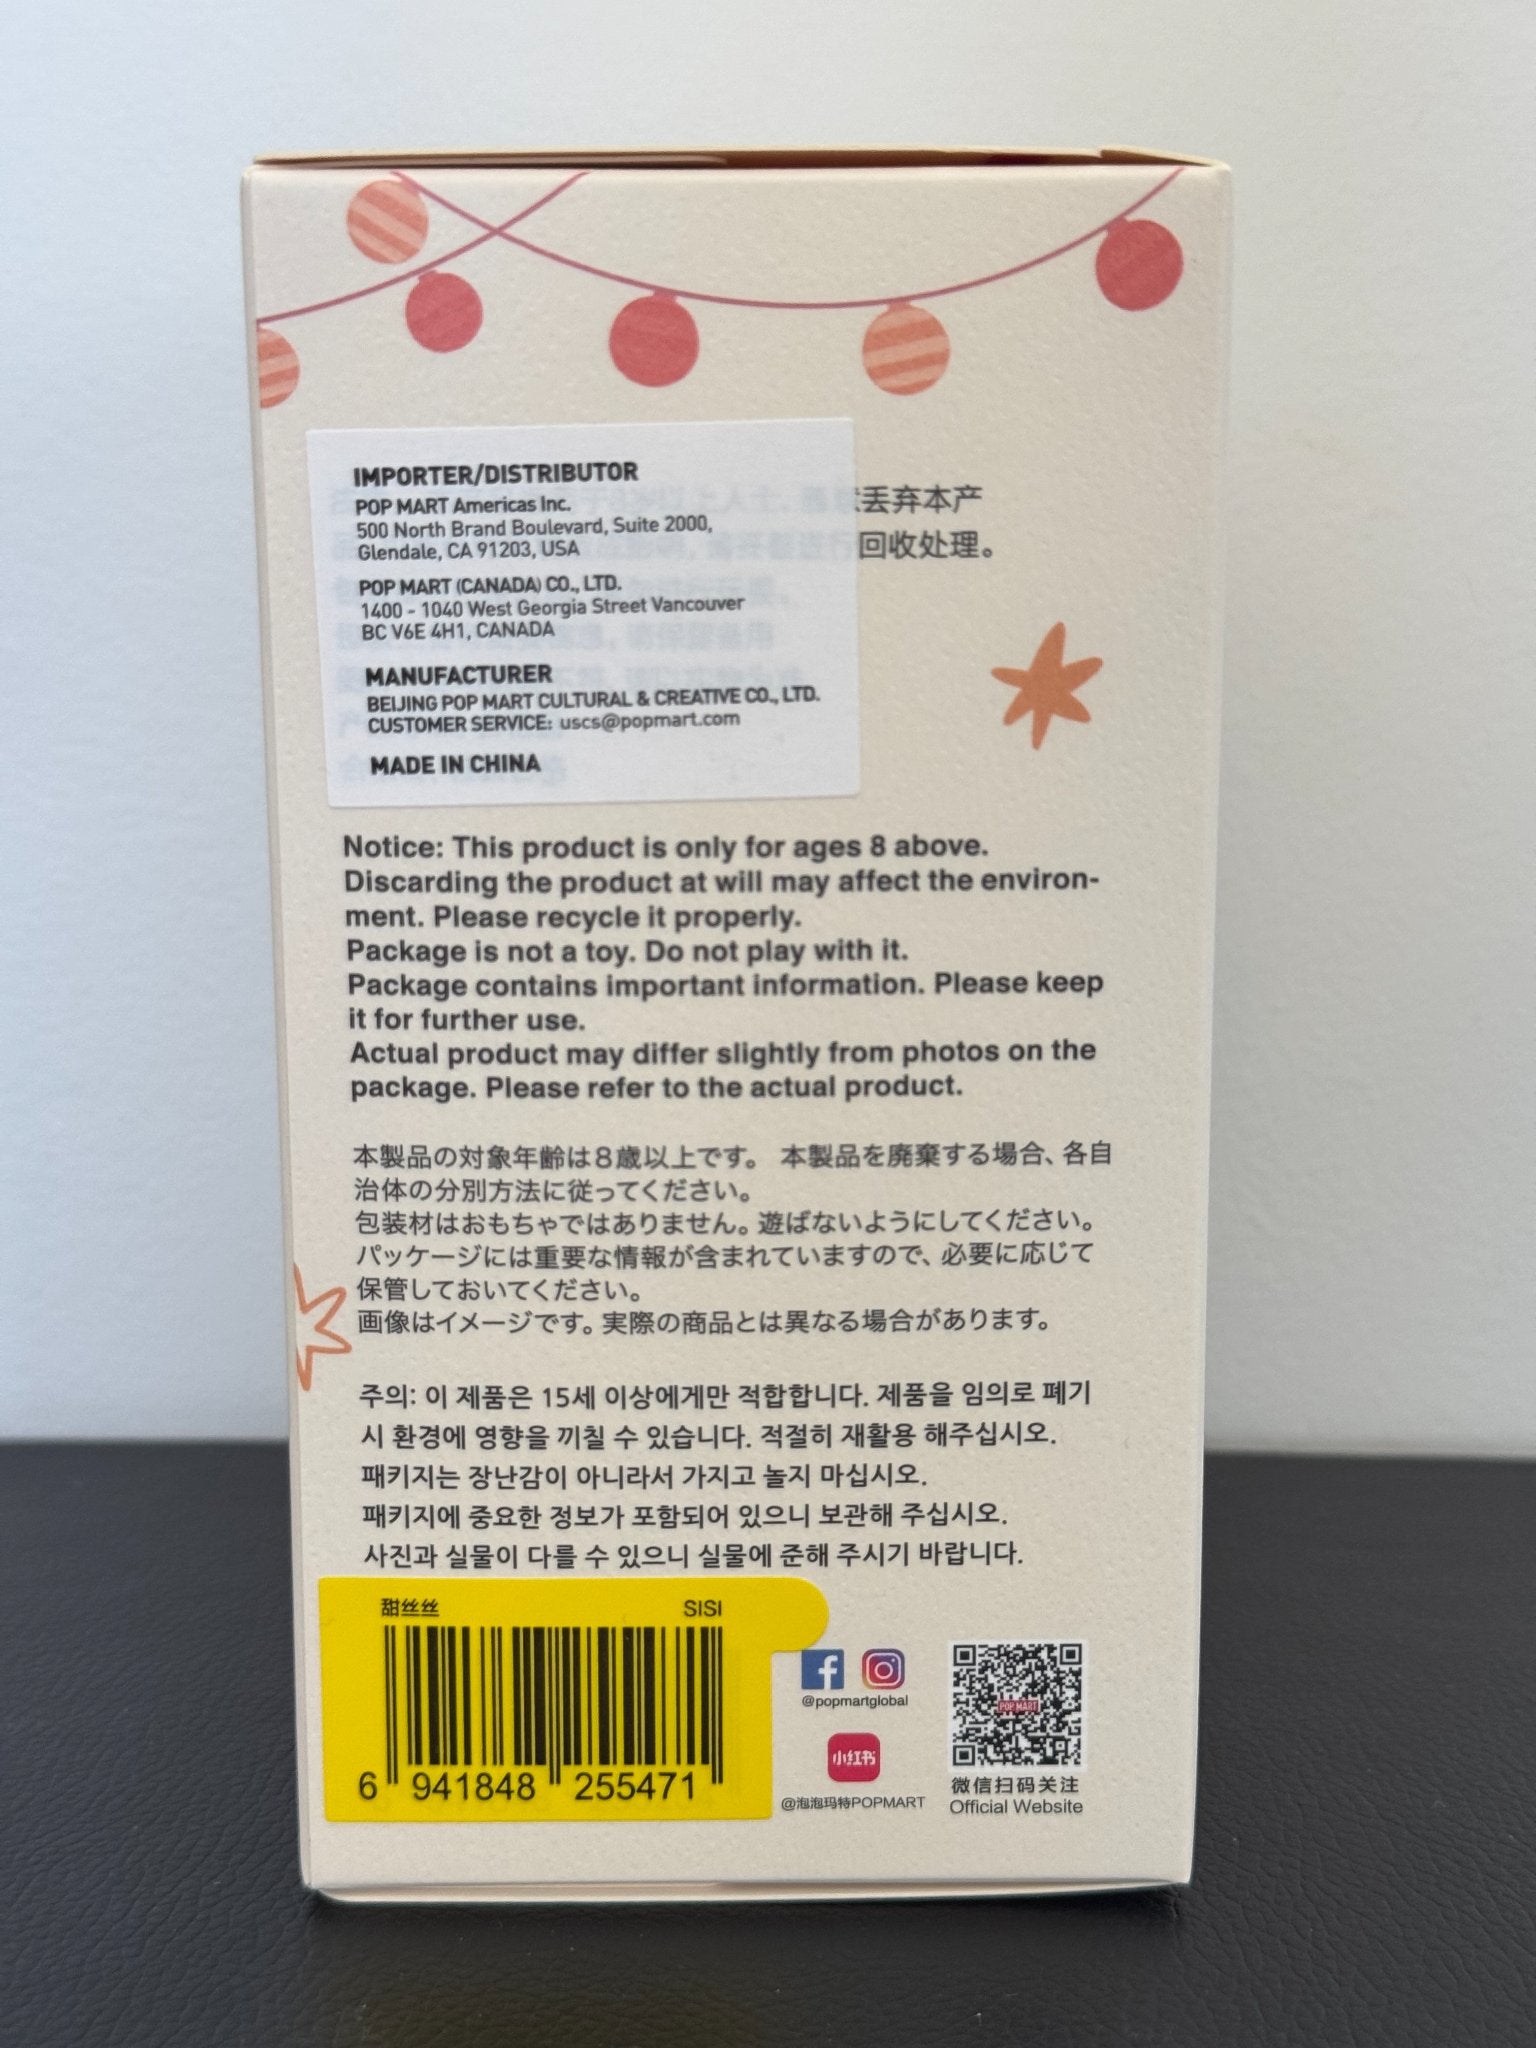 IMPORTER/DISTRIBUTOR
POP MART Americas Inc.
500 North Brand Boulevard, Suite 2000,
Glendale, CA 91203, USA
POP MART (CANADA) CO., LTD.
1400 - 1040 West Georgia Street Vancouver
BC V6E 4H1, CANADA
MANUFACTURER
BEIJING POP MART CULTURAL & CREATIVE CO., LTD.
CUSTOMER SERVICE: uscs@popmart.com
MADE IN CHINA
丢弃本产
回收处理。
Notice: This product is only for ages 8 above.
Discarding the product at will may affect the environ-
ment. Please recycle it properly.
Package is not a toy. Do not play with it.
Package contains important information. Please keep
it for further use.
Actual product may differ slightly from photos on the
package. Please refer to the actual product.
本製品の対象年齢は8歳以上です。 本製品を廃棄する場合、各自
治体の分別方法に従ってください。
包装材はおもちゃではありません。遊ばないようにしてください。
パッケージには重要な情報が含まれていますので、必要に応じて
保管しておいてください。
画像はイメージです。実際の商品とは異なる場合があります。
주의: 이 제품은 15세 이상에게만 적합합니다. 제품을 임의로 폐기
시 환경에 영향을 끼칠 수 있습니다. 적절히 재활용 해주십시오.
패키지는 장난감이 아니라서 가지고 놀지 마십시오.
패키지에 중요한 정보가 포함되어 있으니 보관해 주십시오.
사진과 실물이 다를 수 있으니 실물에 준해 주시기 바랍니다.
甜丝丝 SISI
6 941848 255471
@popmartglobal
小红书
@泡泡玛特POPMART
POP MART
微信扫码关注
Official Website